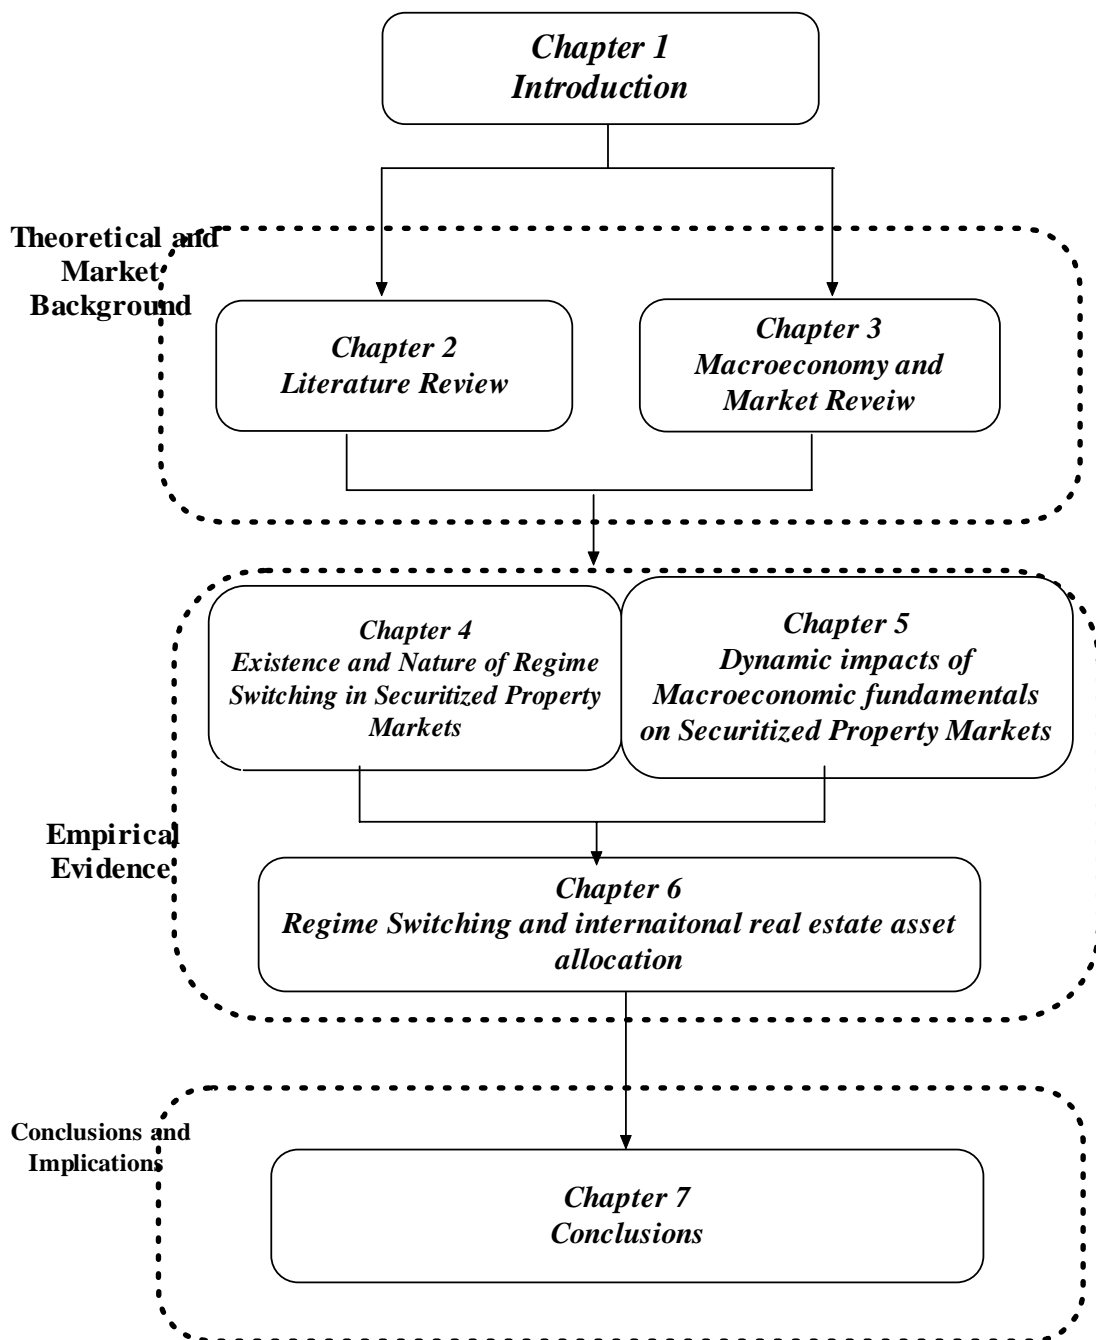 Chapter 1
Introduction
Theoretical and
Market
Background
Chapter 2
Literature Review
Chapter 3
Macroeconomy and
Market Reveiw
Chapter 4
Existence and Nature of Regime
Switching in Securitized Property
Markets
Chapter 5
Dynamic impacts of
Macroeconomic fundamentals
on Securitized Property Markets
Empirical
Evidence
Chapter 6
Regime Switching and internaitonal real estate asset
allocation
Conclusions and
Implications
Chapter 7
Conclusions